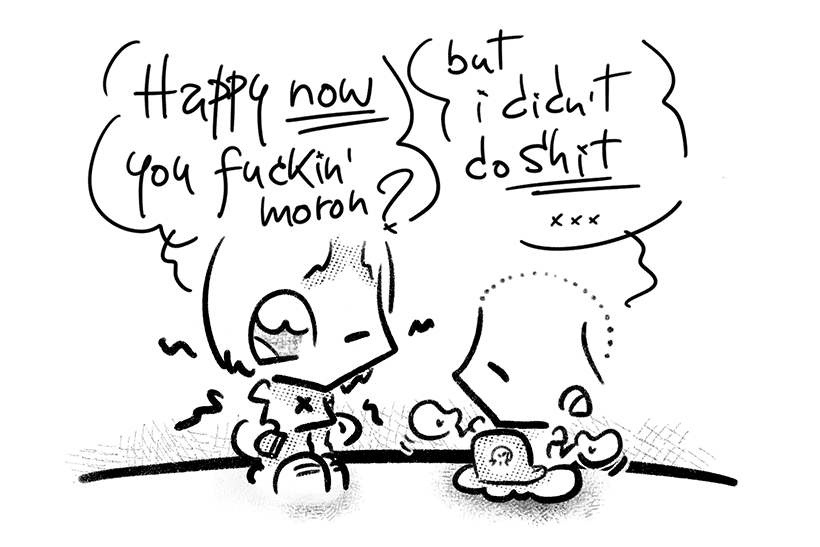 Happy now
you fuckin'
moron?
but
i didn't
do shit
xxx